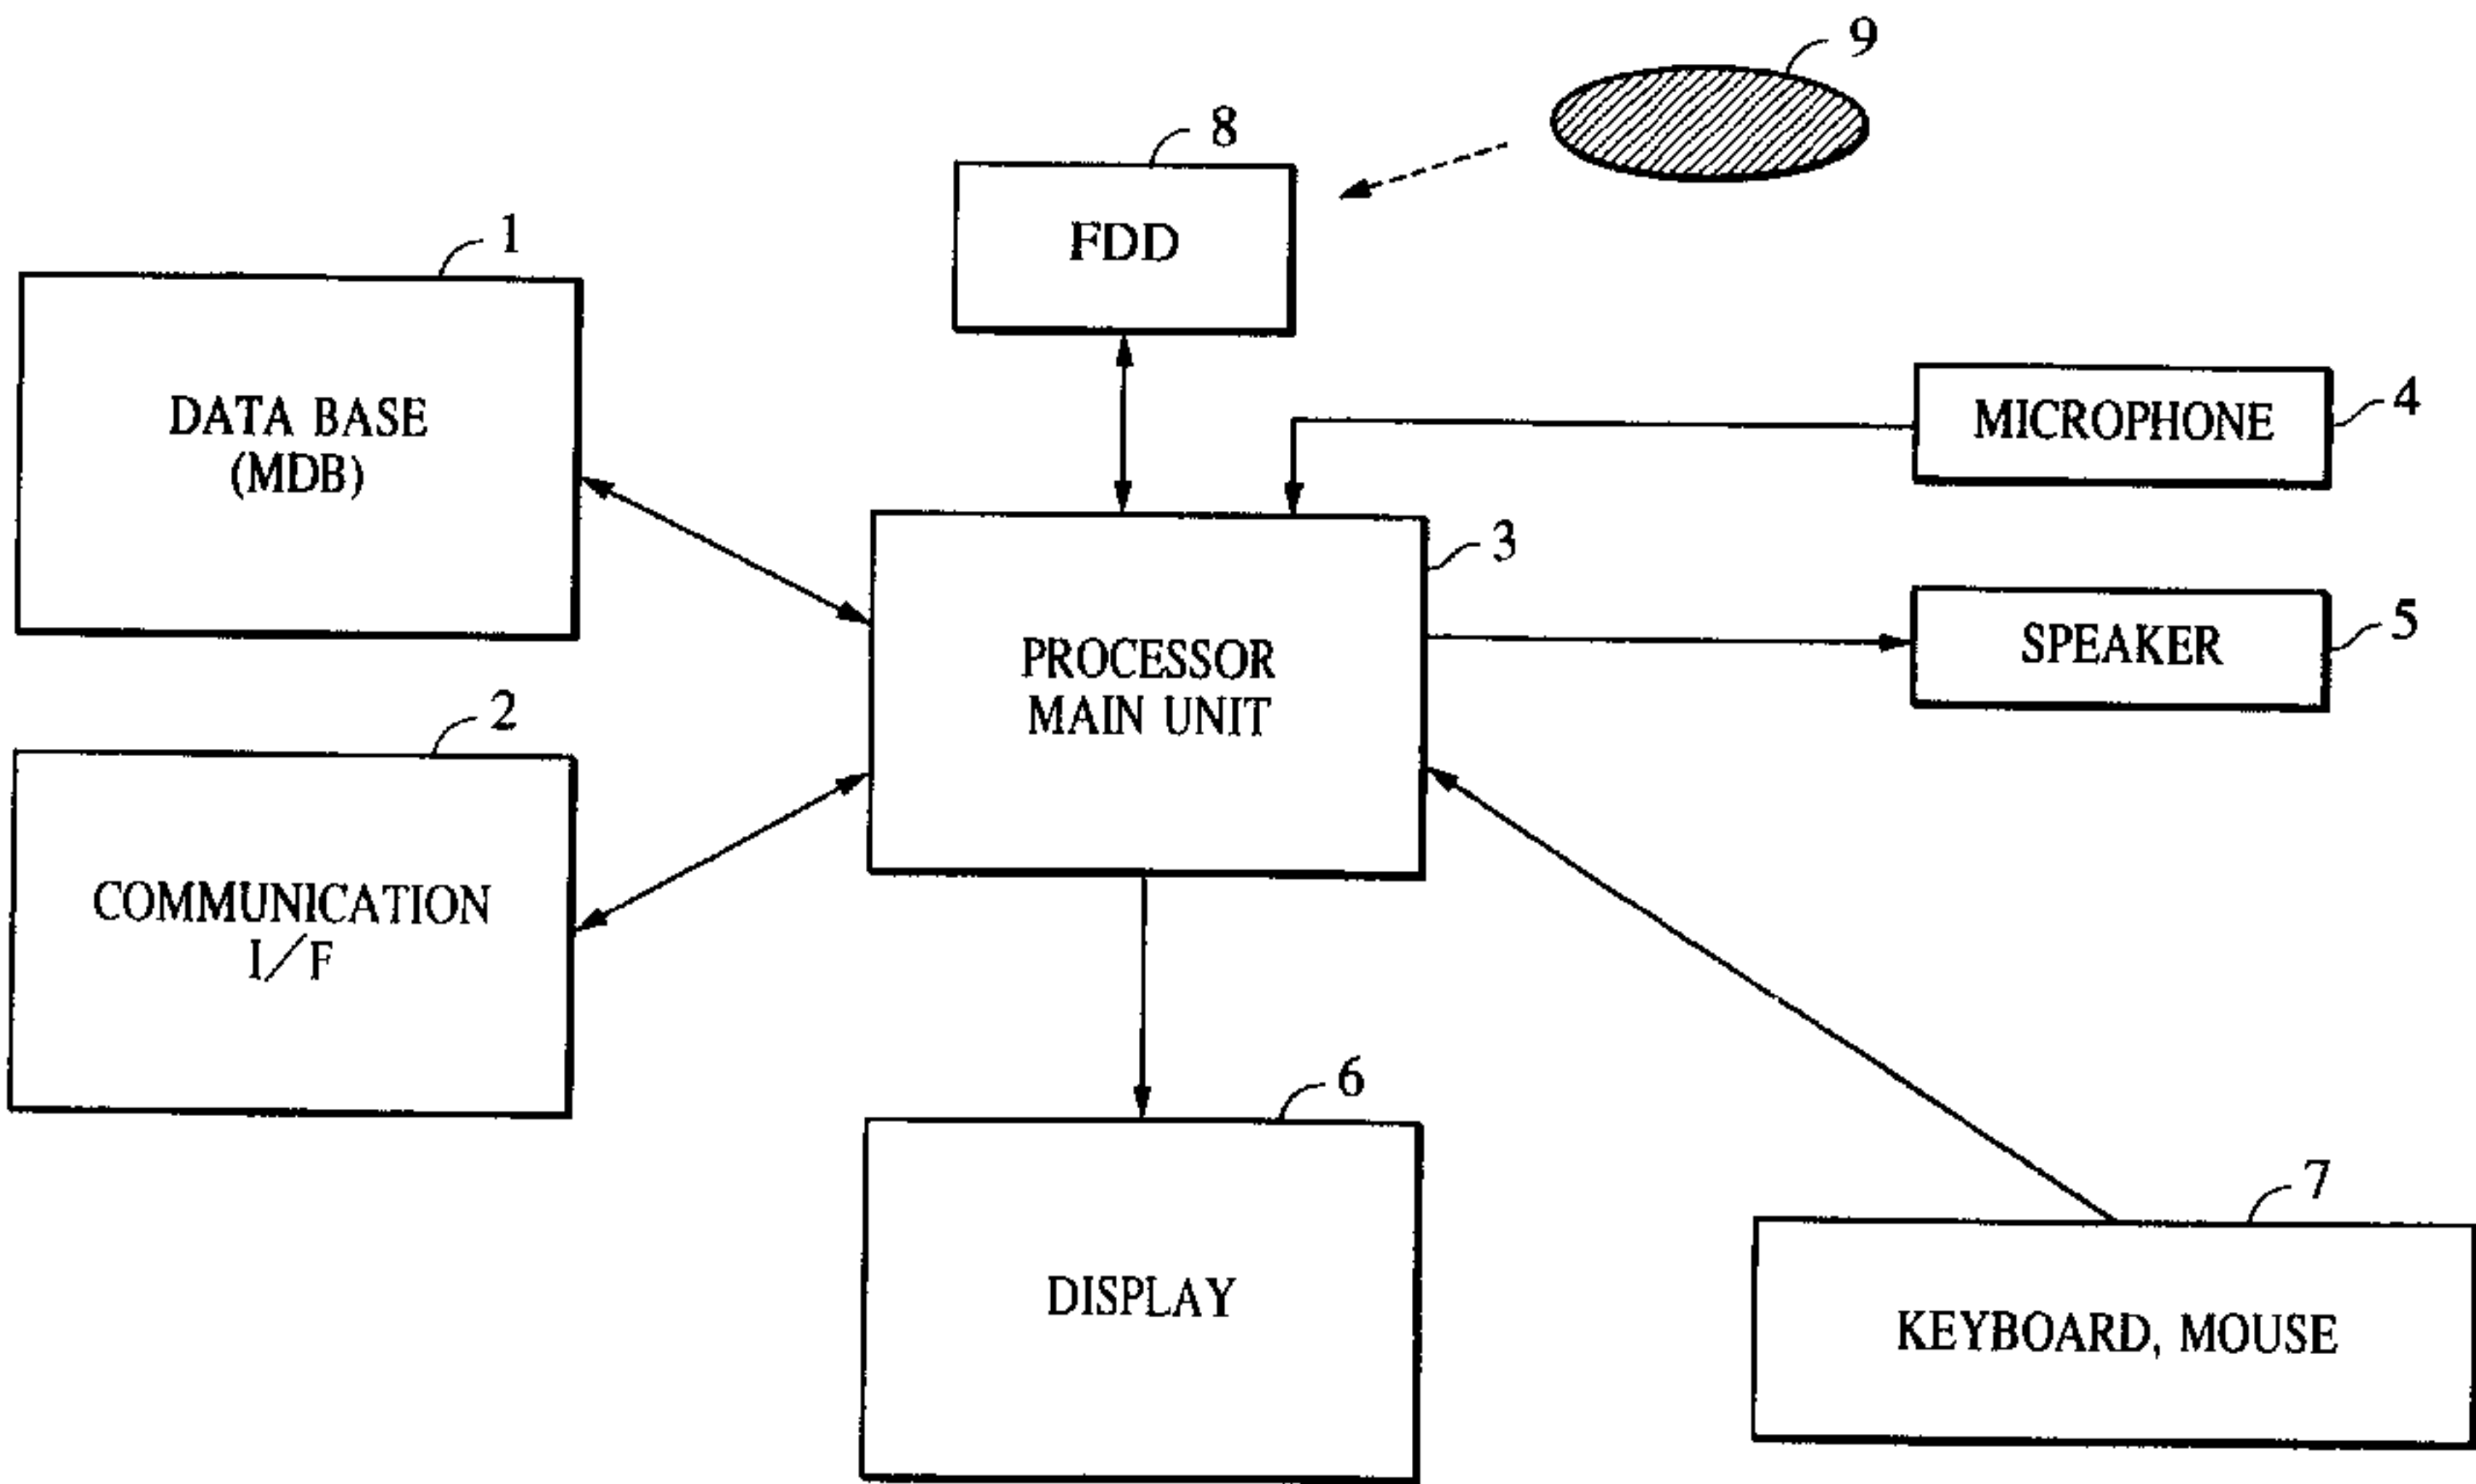 9
8
FDD
1
DATA BASE
(MDB)
4
MICROPHONE
3
PROCESSOR
MAIN UNIT
5
SPEAKER
2
COMMUNICATION
I/F
6
DISPLAY
7
KEYBOARD, MOUSE